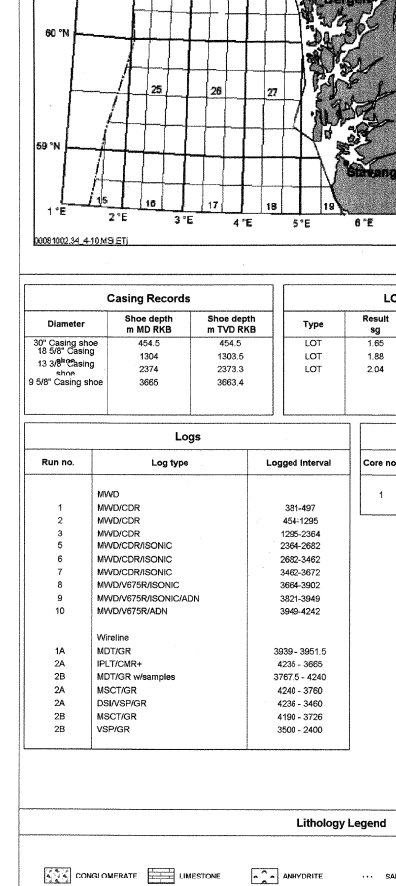 Bergen
60 °N
25 26 27
59 °N
Stavang
15 16 17 18 19
1 °E 2 °E 3 °E 4 °E 5 °E 6 °E
00081002.34_4-10.MSI ETj
Casing Records
Diameter Shoe depth m MD RKB Shoe depth m TVD RKB
30" Casing shoe 454.5 454.5
18 5/8" Casing shoe 1304 1303.5
13 3/8" Casing shoe 2374 2373.3
9 5/8" Casing shoe 3665 3663.4
LO
Type Result sg
LOT 1.65
LOT 1.88
LOT 2.04
Logs
Run no. Log type Logged Interval
MWD
1 MWD/CDR 381-497
2 MWD/CDR 454-1295
3 MWD/CDR 1295-2364
5 MWD/CDR/ISONIC 2364-2682
6 MWD/CDR/ISONIC 2682-3462
7 MWD/CDR/ISONIC 3462-3672
8 MWD/V675R/ISONIC 3664-3902
9 MWD/V675R/ISONIC/ADN 3821-3949
10 MWD/V675R/ADN 3949-4242
Wireline
1A MDT/GR 3939 - 3951.5
2A IPLT/CMR+ 4235 - 3665
2B MDT/GR w/samples 3767.5 - 4240
2A MSCT/GR 4240 - 3760
2A DSI/VSP/GR 4236 - 3460
2B MSCT/GR 4190 - 3726
2B VSP/GR 3500 - 2400
Core no
1
Lithology Legend
CONGLOMERATE LIMESTONE ANHYDRITE SA